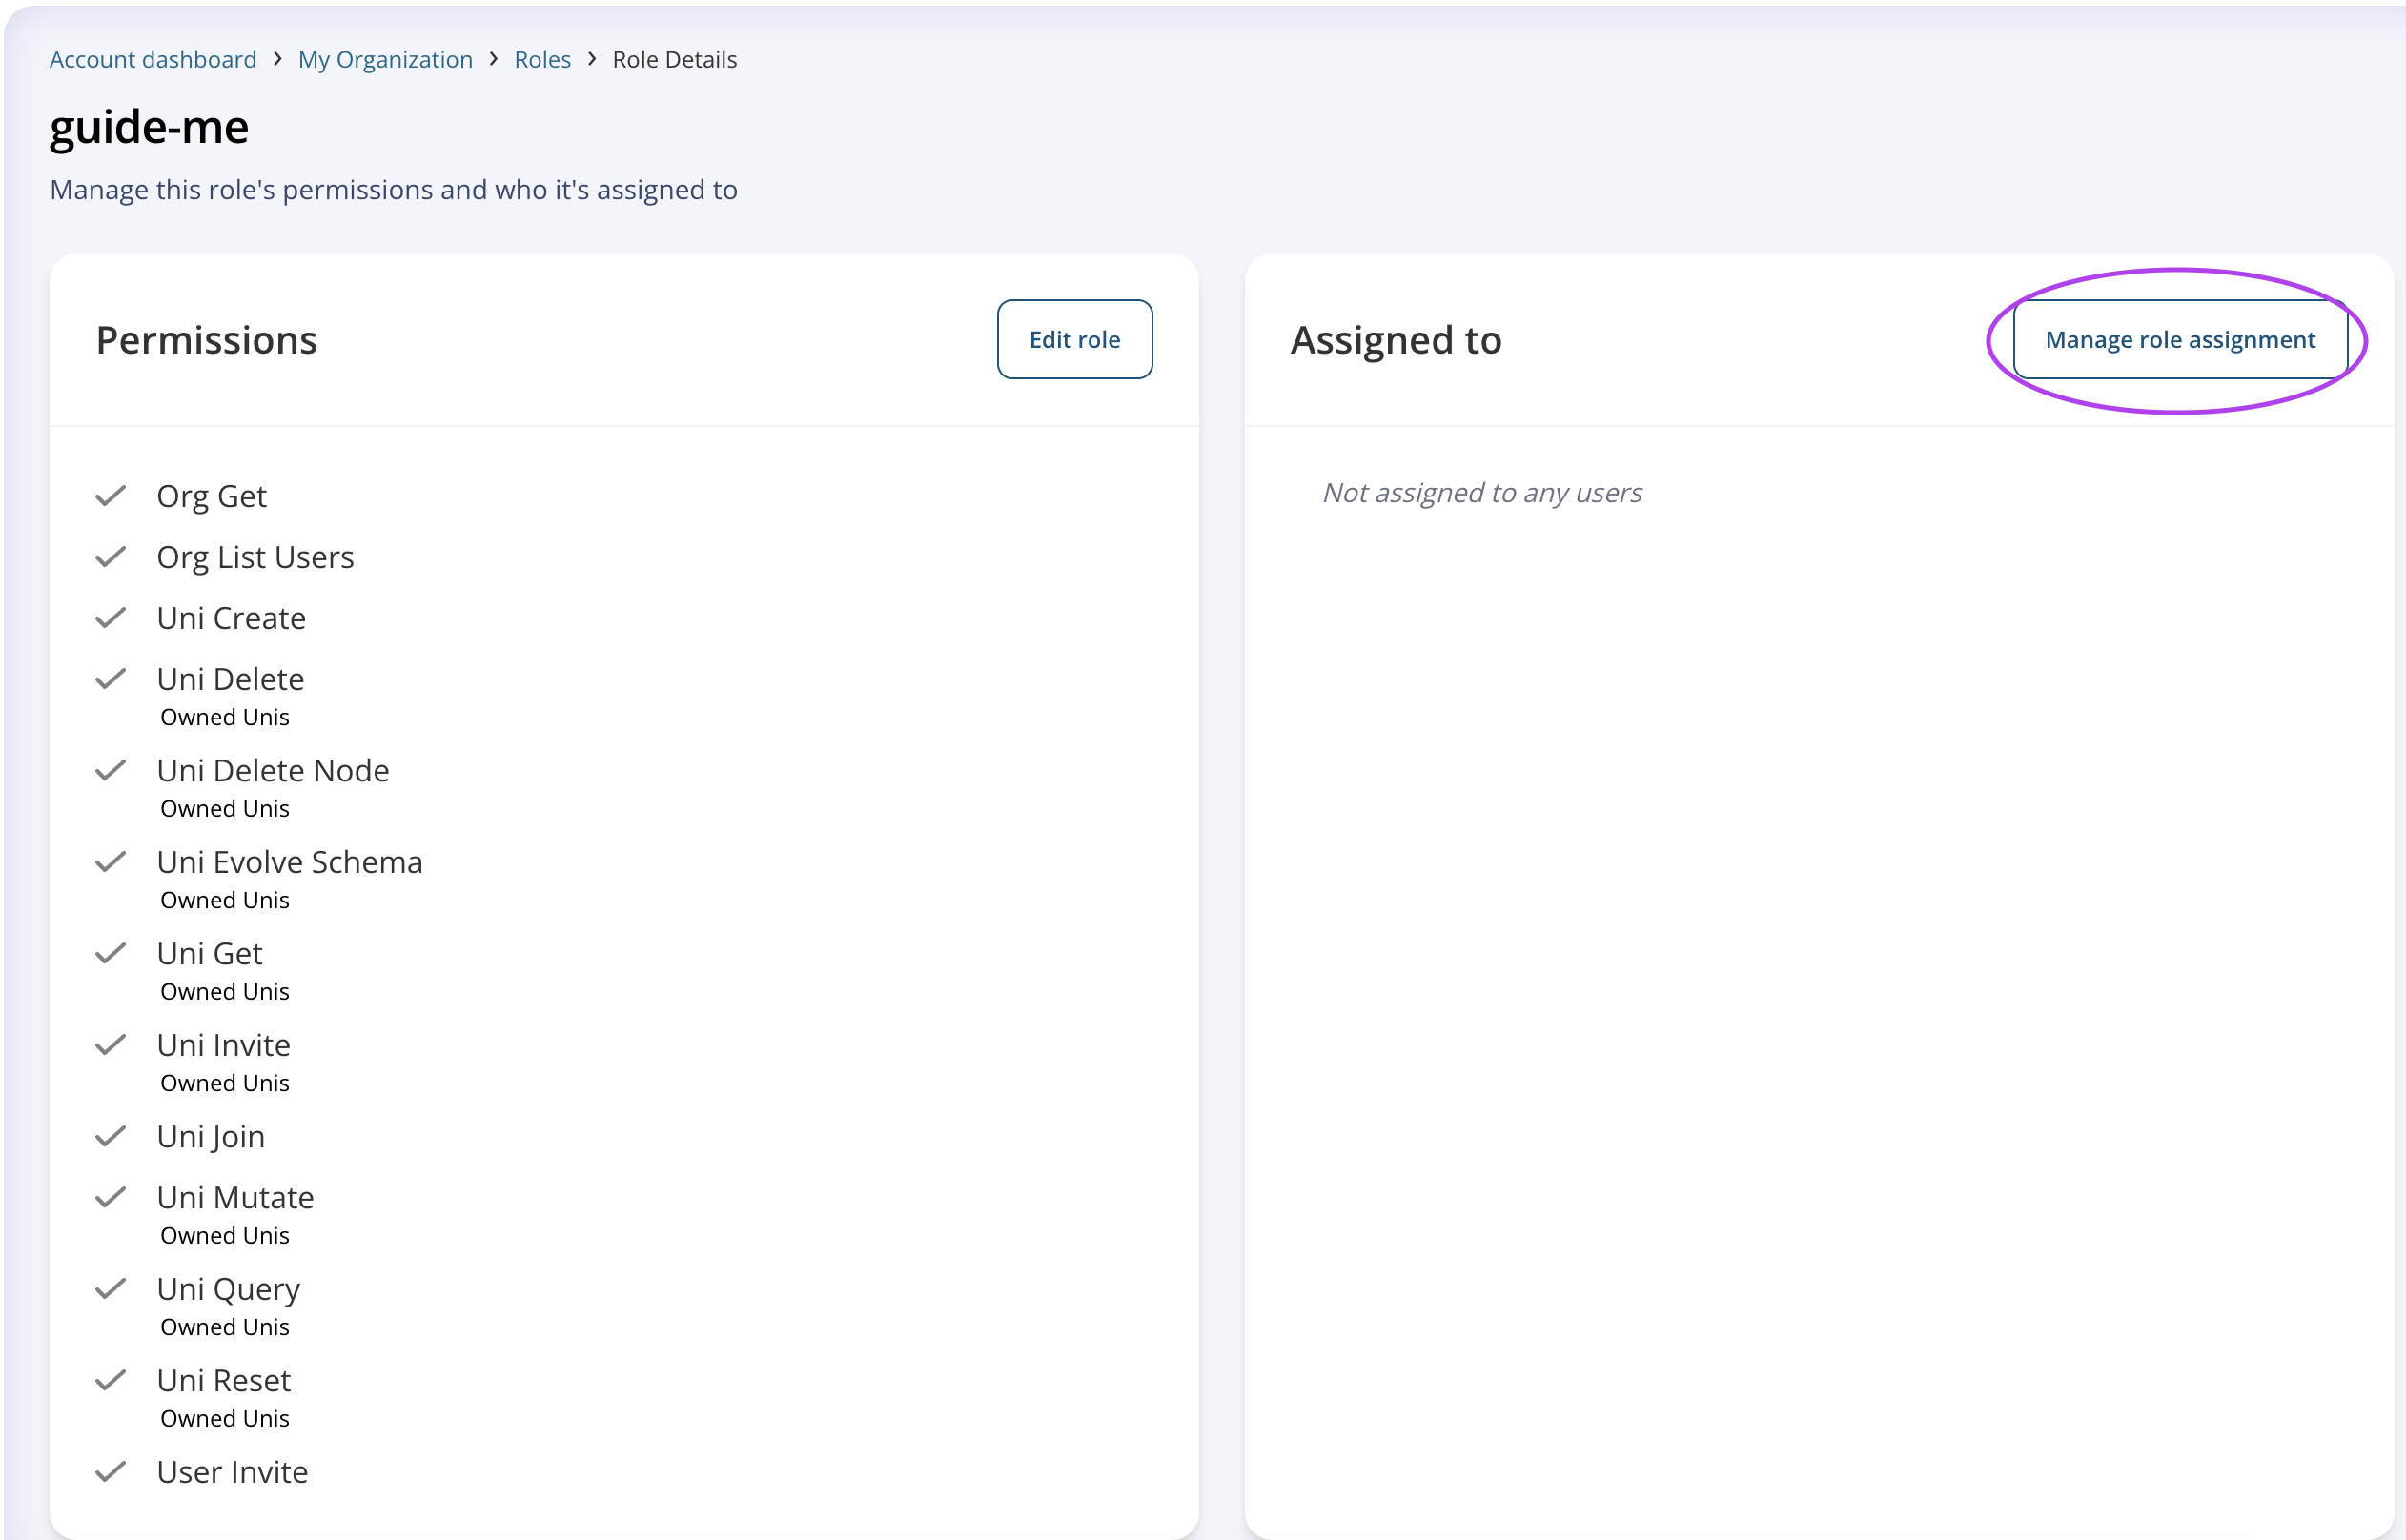 Account dashboard > My Organization > Roles > Role Details
guide-me
Manage this role's permissions and who it's assigned to
Permissions
Edit role
Org Get
Org List Users
Uni Create
Uni Delete
Owned Unis
Uni Delete Node
Owned Unis
Uni Evolve Schema
Owned Unis
Uni Get
Owned Unis
Uni Invite
Owned Unis
Uni Join
Uni Mutate
Owned Unis
Uni Query
Owned Unis
Uni Reset
Owned Unis
User Invite
Assigned to
Manage role assignment
Not assigned to any users